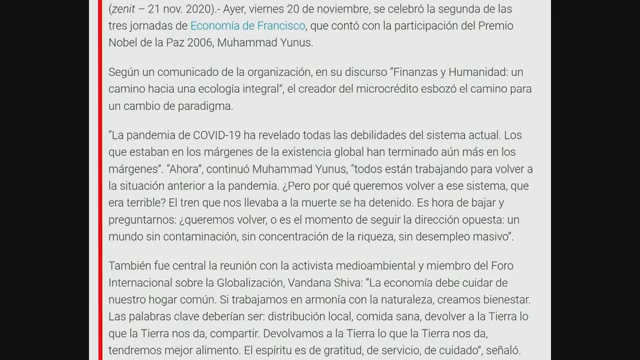 (zenit – 21 nov. 2020).- Ayer, viernes 20 de noviembre, se celebró la segunda de las
tres jornadas de Economía de Francisco, que contó con la participación del Premio
Nobel de la Paz 2006, Muhammad Yunus.
Según un comunicado de la organización, en su discurso “Finanzas y Humanidad: un
camino hacia una ecología integral”, el creador del microcrédito esbozó el camino para
un cambio de paradigma.
“La pandemia de COVID-19 ha revelado todas las debilidades del sistema actual. Los
que estaban en los márgenes de la existencia global han terminado aún más en los
márgenes”. “Ahora”, continuó Muhammad Yunus, “todos están trabajando para volver a
la situación anterior a la pandemia. ¿Pero por qué queremos volver a ese sistema, que
era terrible? El tren que nos llevaba a la muerte se ha detenido. Es hora de bajar y
preguntarnos: ¿queremos volver, o es el momento de seguir la dirección opuesta: un
mundo sin contaminación, sin concentración de la riqueza, sin desempleo masivo”.
También fue central la reunión con la activista medioambiental y miembro del Foro
Internacional sobre la Globalización, Vandana Shiva: “La economía debe cuidar de
nuestro hogar común. Si trabajamos en armonía con la naturaleza, creamos bienestar.
Las palabras clave deberían ser: distribución local, comida sana, devolver a la Tierra lo
que la Tierra nos da, compartir. Devolvamos a la Tierra lo que la Tierra nos da,
tendremos mejor alimento. El espíritu es de gratitud, de servicio, de cuidado”, señaló.